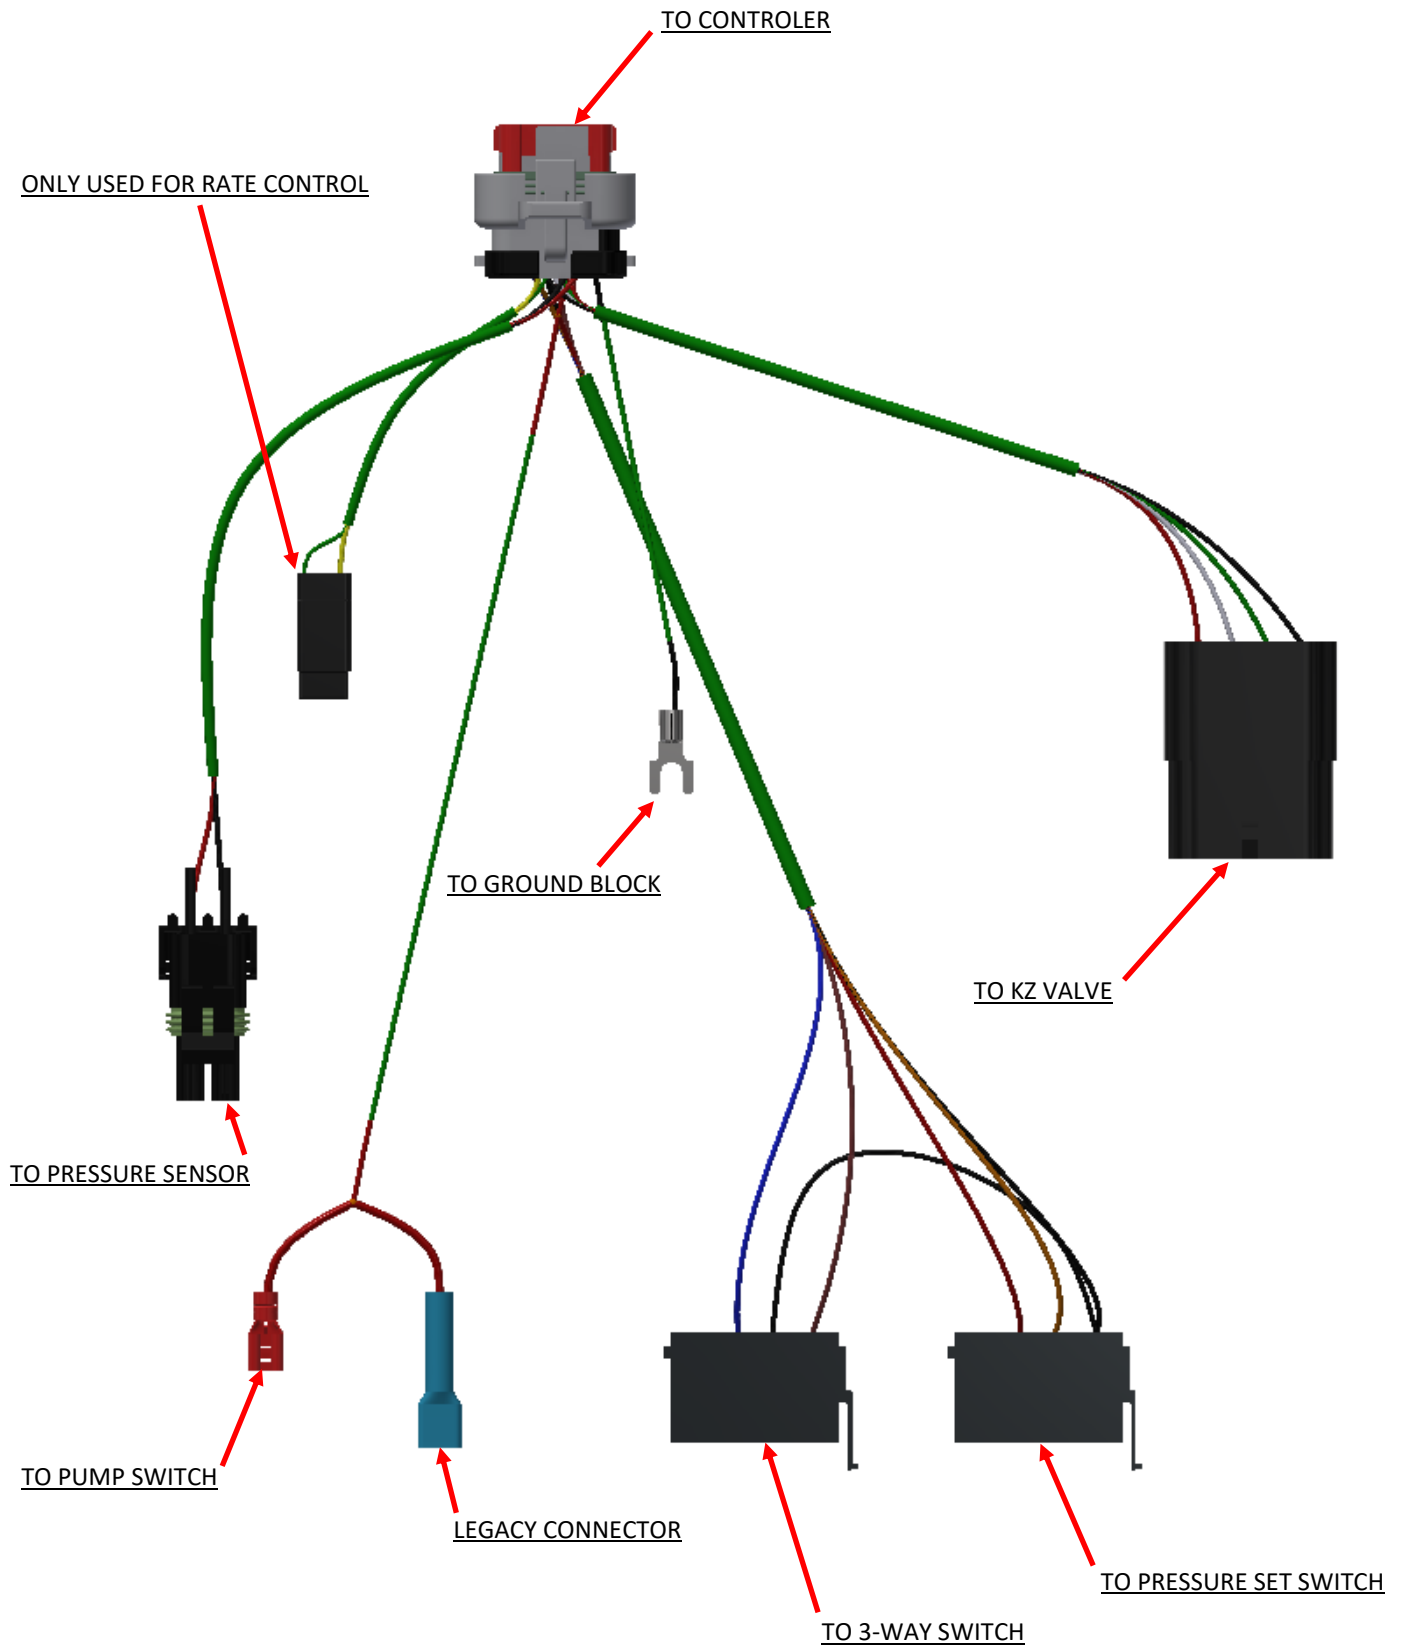 TO CONTROLER
ONLY USED FOR RATE CONTROL
TO GROUND BLOCK
TO KZ VALVE
TO PRESSURE SENSOR
TO PUMP SWITCH
LEGACY CONNECTOR
TO PRESSURE SET SWITCH
TO 3-WAY SWITCH